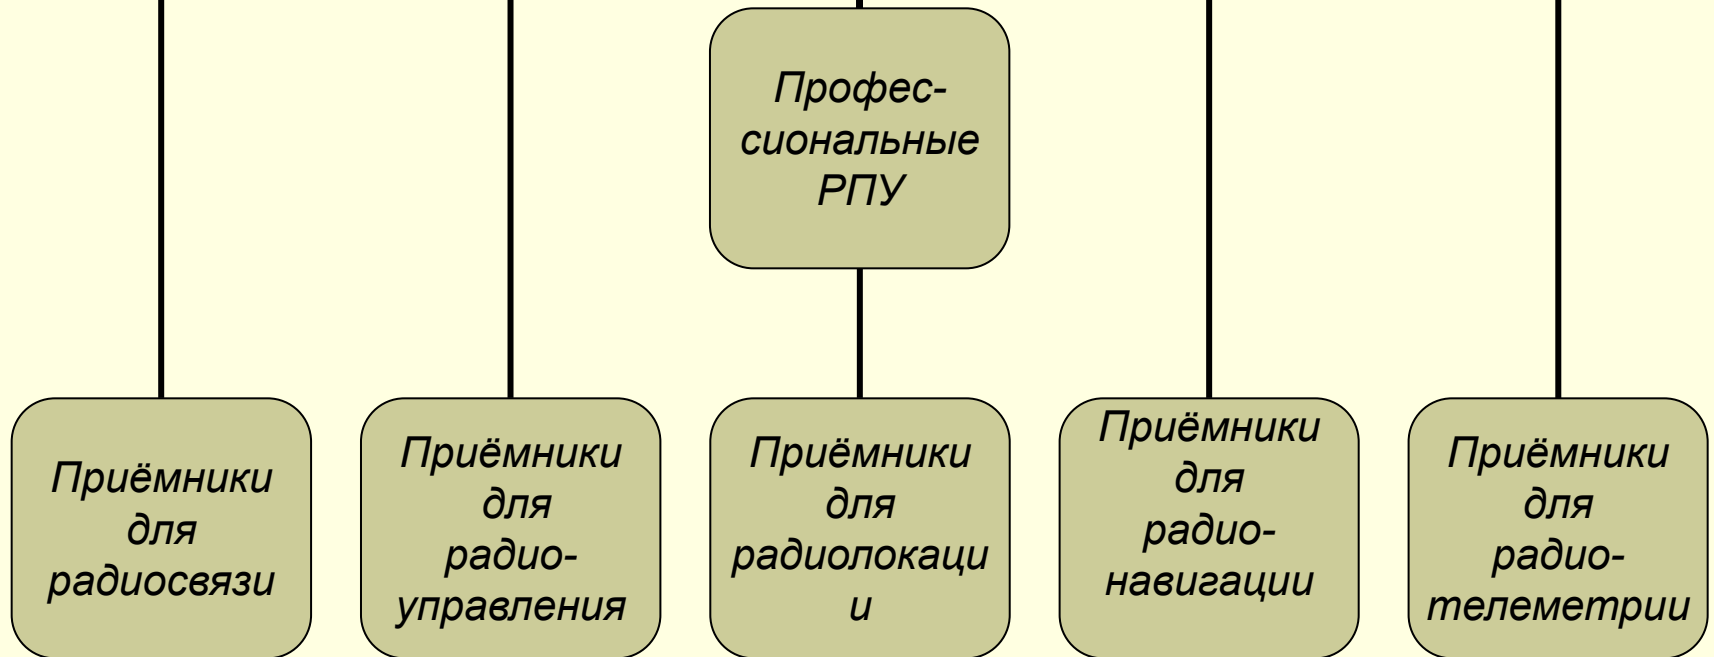 Профес-
сиональные
РПУ
Приёмники
для
радиосвязи
Приёмники
для
радио-
управления
Приёмники
для
радиолокаци
и
Приёмники
для
радио-
навигации
Приёмники
для
радио-
телеметрии